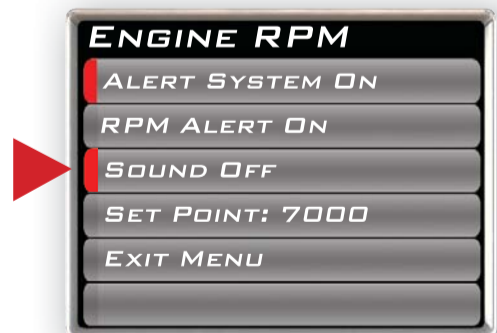 ENGINE RPM
ALERT SYSTEM ON
RPM ALERT ON
SOUND OFF
SET POINT: 7000
EXIT MENU